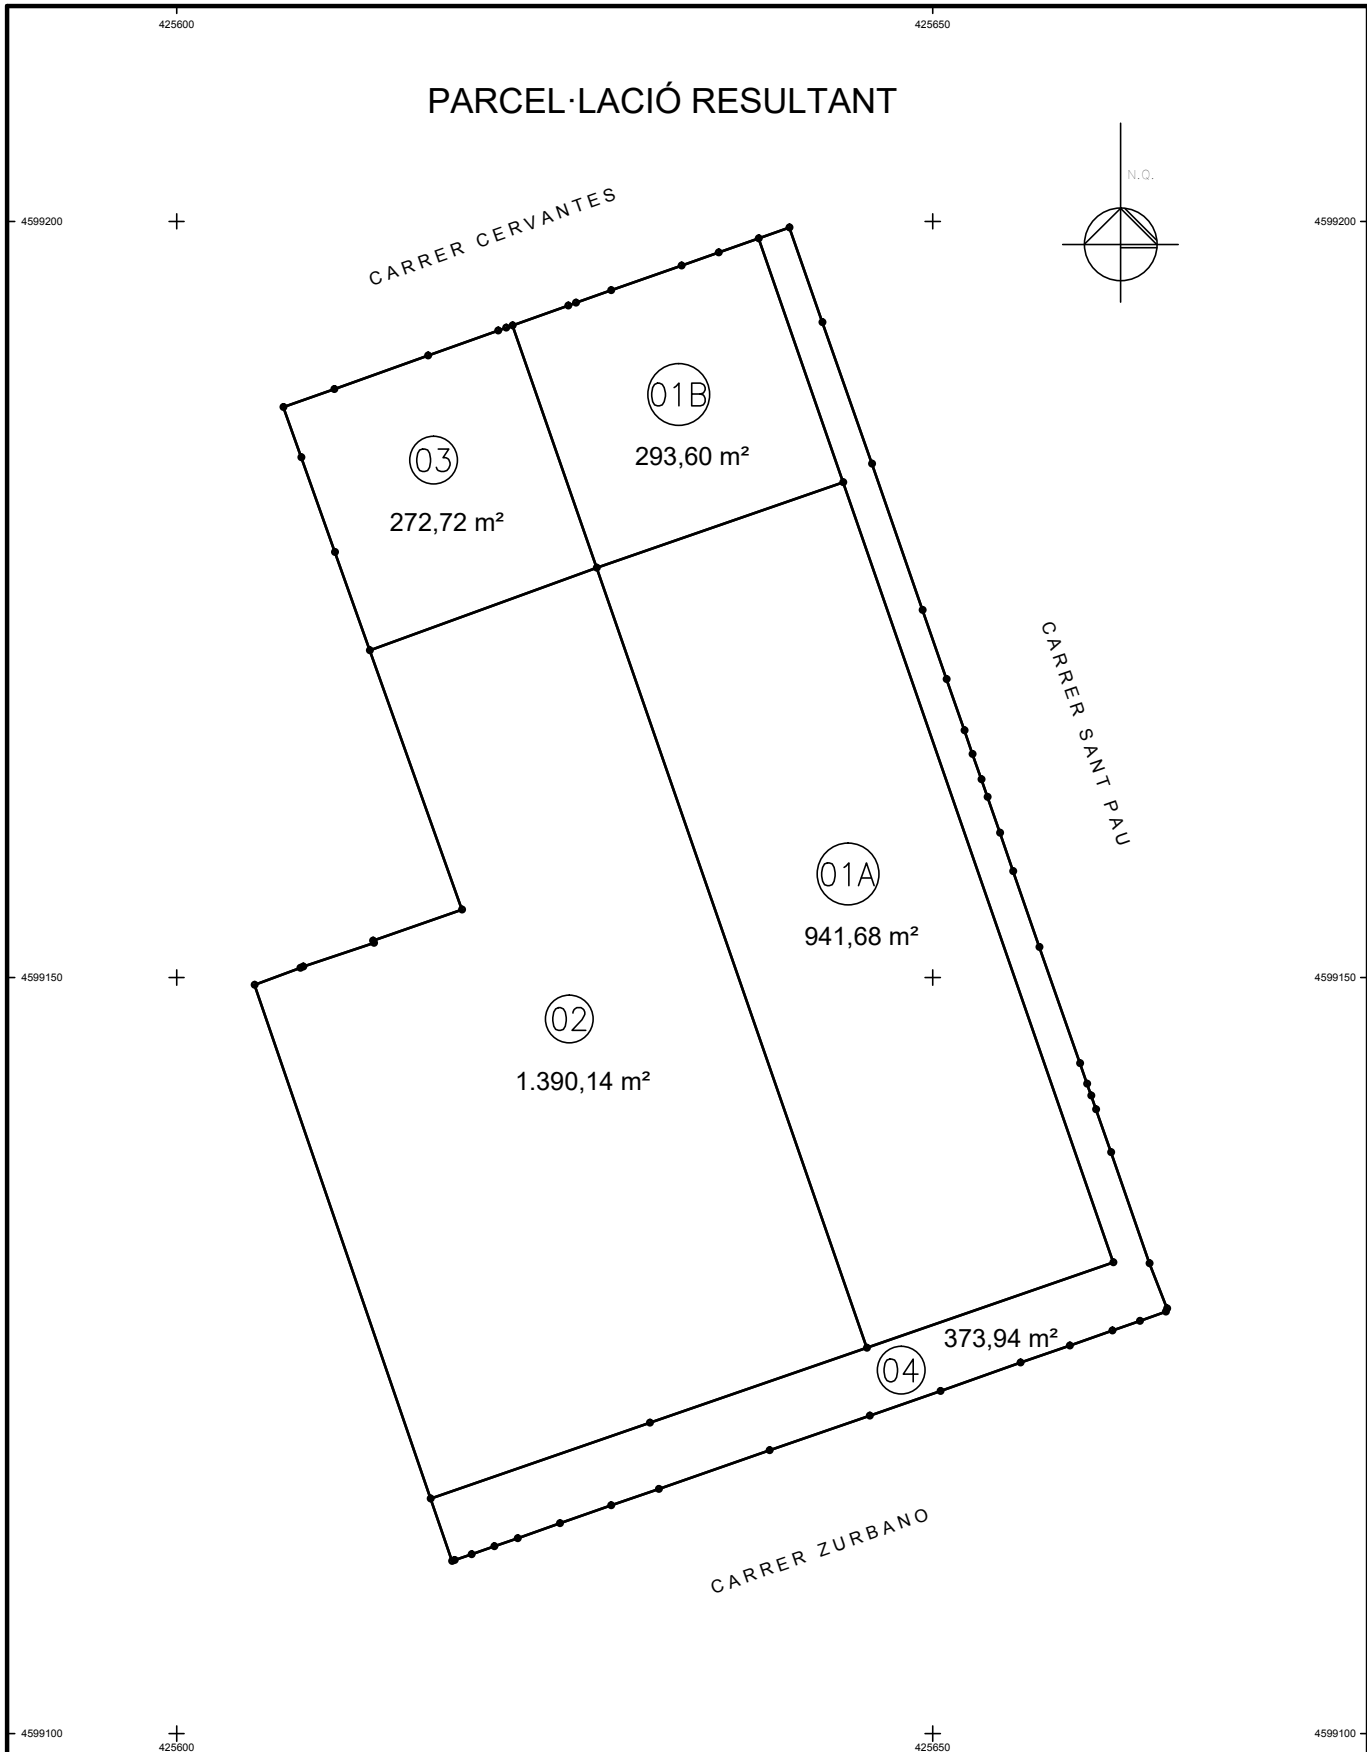 425600
425650
PARCEL·LACIÓ RESULTANT
N.Q.
CARRER CERVANTES
4599200
4599200
01B
293,60 m²
03
272,72 m²
CARRER SANT PAU
01A
941,68 m²
4599150
4599150
02
1.390,14 m²
373,94 m²
04
CARRER ZURBANO
4599100
4599100
425600
425650